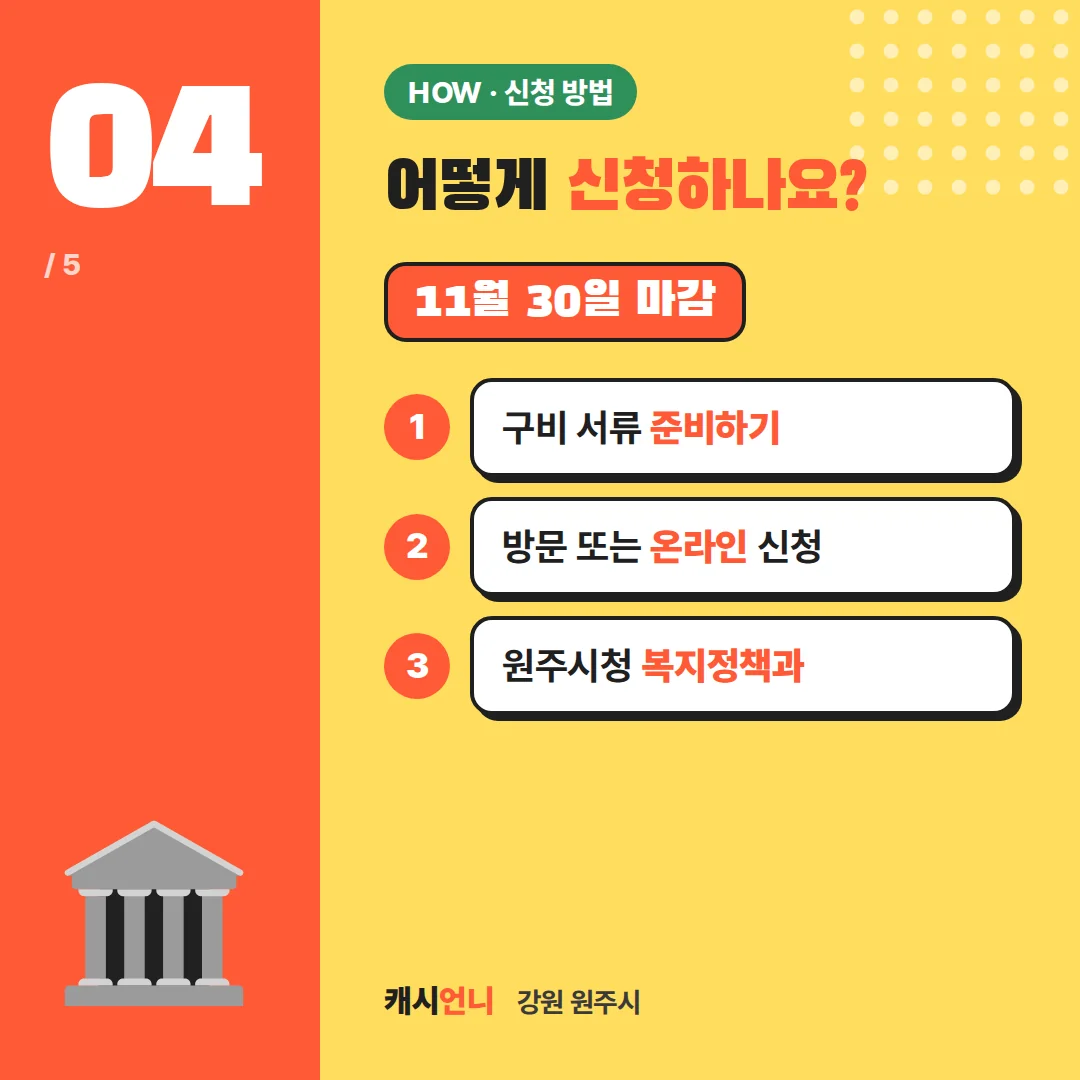 04
/ 5
HOW · 신청 방법
어떻게 신청하나요?
11월 30일 마감
1
구비 서류 준비하기
2
방문 또는 온라인 신청
3
원주시청 복지정책과
캐시언니 강원 원주시